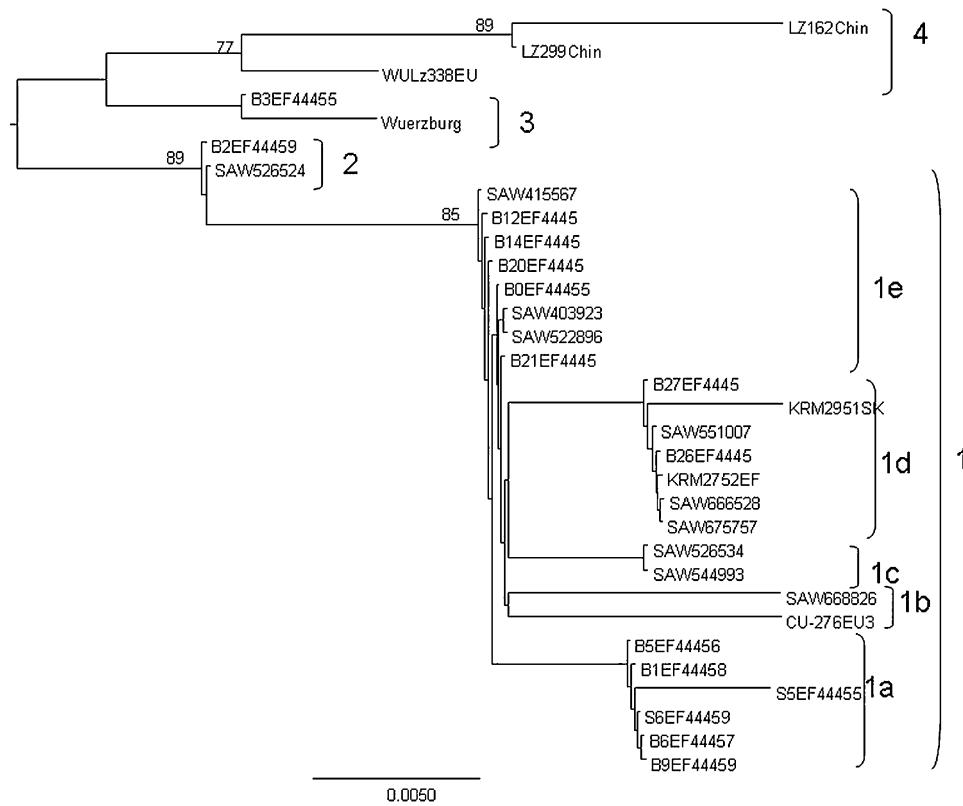 89
LZ162Chin
4
77
LZ299Chin
WULz338EU
B3EF44455
Wuerzburg
3
B2EF44459
89
SAW526524
2
SAW415567
85
B12EF4445
B14EF4445
B20EF4445
B0EF44455
1e
SAW403923
SAW522896
B21EF4445
B27EF4445
KRM2951SK
SAW551007
B26EF4445
1d
1
KRM2752EF
SAW666528
SAW675757
SAW526534
SAW544993
1c
SAW668826
1b
CU-276EU3
B5EF44456
B1EF44458
1a
S5EF44455
S6EF44459
B6EF44457
B9EF44459
0.0050